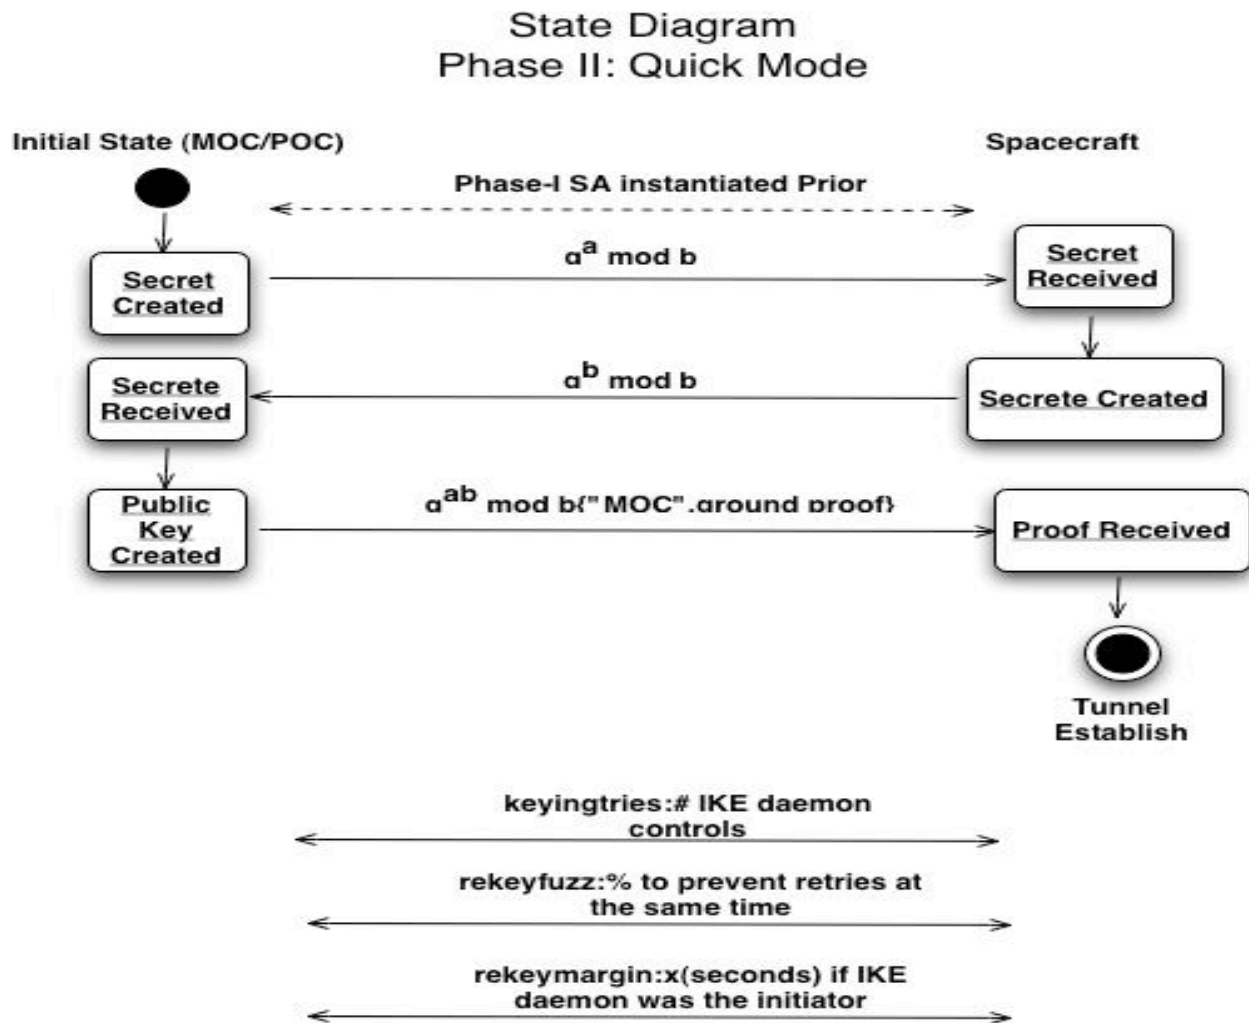 State Diagram
Phase II: Quick Mode
Initial State (MOC/POC)
Spacecraft
Phase-I SA instantiated Prior
Secret
Created
g^a mod b
Secret
Received
Secrete
Received
g^b mod b
Secrete Created
Public
Key
Created
g^ab mod b{"MOC",ground proof}
Proof Received
Tunnel
Establish
keyingtries:# IKE daemon
controls
rekeyfuzz:% to prevent retries at
the same time
rekeymargin:x(seconds) if IKE
daemon was the initiator